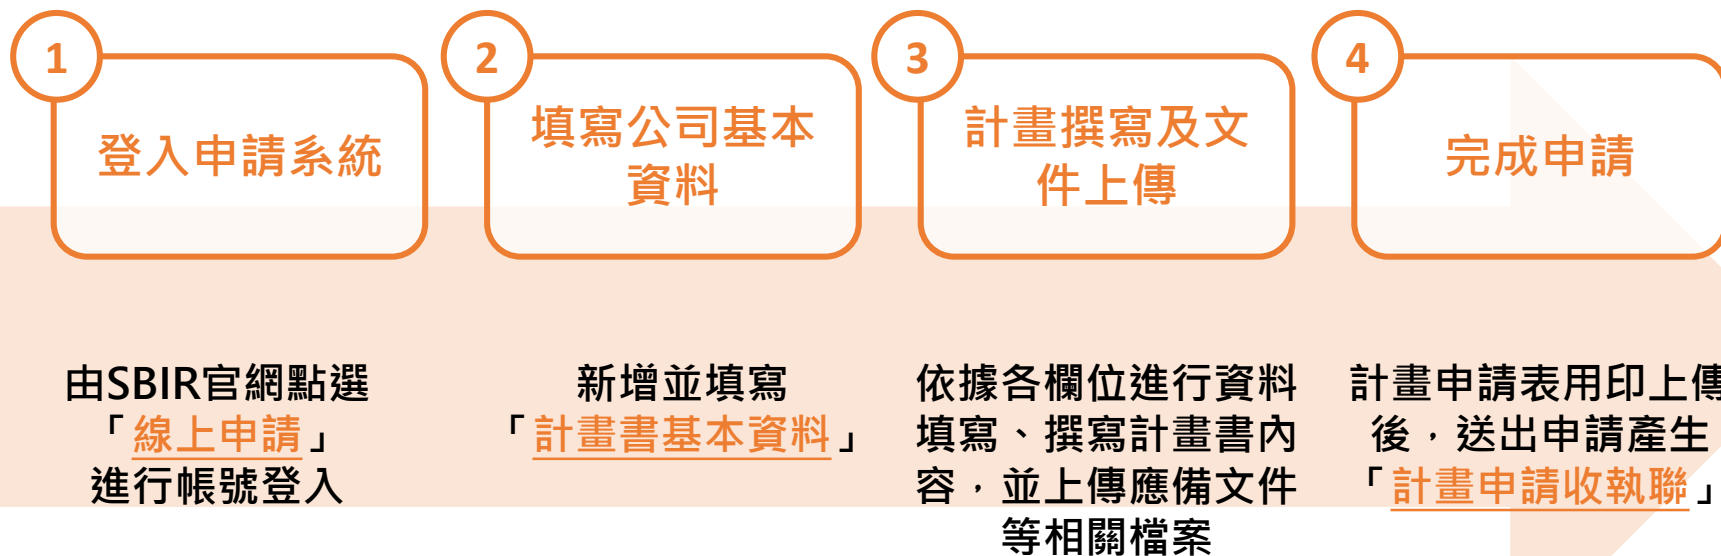 1
登入申請系統
由SBIR官網點選
「線上申請」
進行帳號登入
2
填寫公司基本
資料
新增並填寫
「計畫書基本資料」
3
計畫撰寫及文
件上傳
依據各欄位進行資料
填寫、撰寫計畫書內
容，並上傳應備文件
等相關檔案
4
完成申請
計畫申請表用印上傳
後，送出申請產生
「計畫申請收執聯」